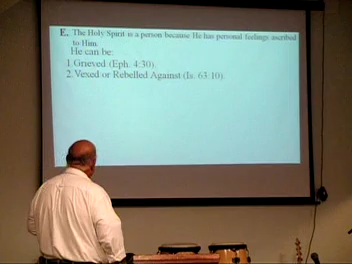 E. The Holy Spirit is a person because He has personal feelings ascribed
to Him.
He can be:
1.Grieved (Eph. 4:30).
2.Vexed or Rebelled Against (Is. 63:10).